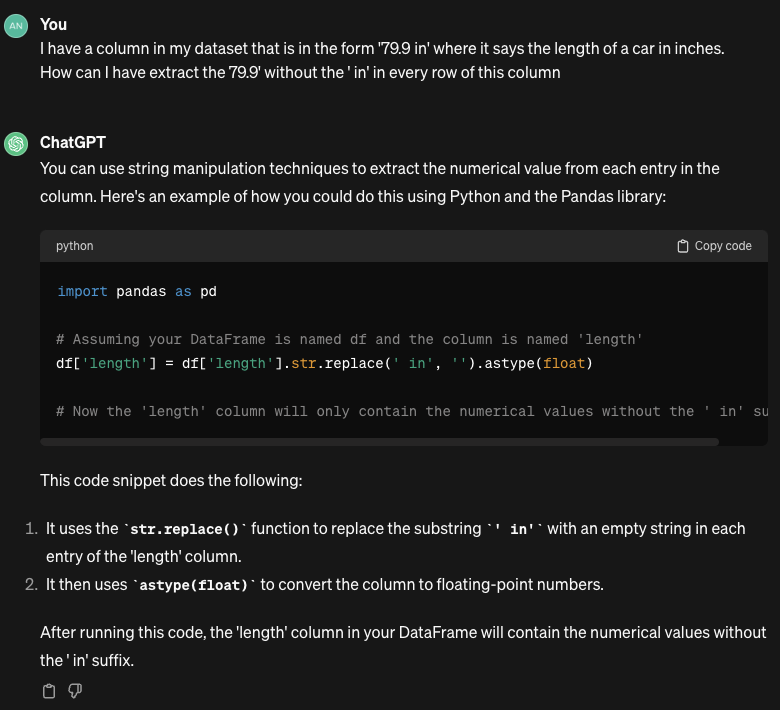 AN
You
I have a column in my dataset that is in the form '79.9 in' where it says the length of a car in inches.
How can I have extract the 79.9' without the ' in' in every row of this column
ChatGPT
You can use string manipulation techniques to extract the numerical value from each entry in the
column. Here's an example of how you could do this using Python and the Pandas library:
python
Copy code
import pandas as pd
# Assuming your DataFrame is named df and the column is named 'length'
df['length'] = df['length'].str.replace(' in', '').astype(float)
# Now the 'length' column will only contain the numerical values without the ' in' su
This code snippet does the following:
1. It uses the `str.replace()` function to replace the substring `' in'` with an empty string in each
entry of the 'length' column.
2. It then uses `astype(float)` to convert the column to floating-point numbers.
After running this code, the 'length' column in your DataFrame will contain the numerical values without
the ' in' suffix.